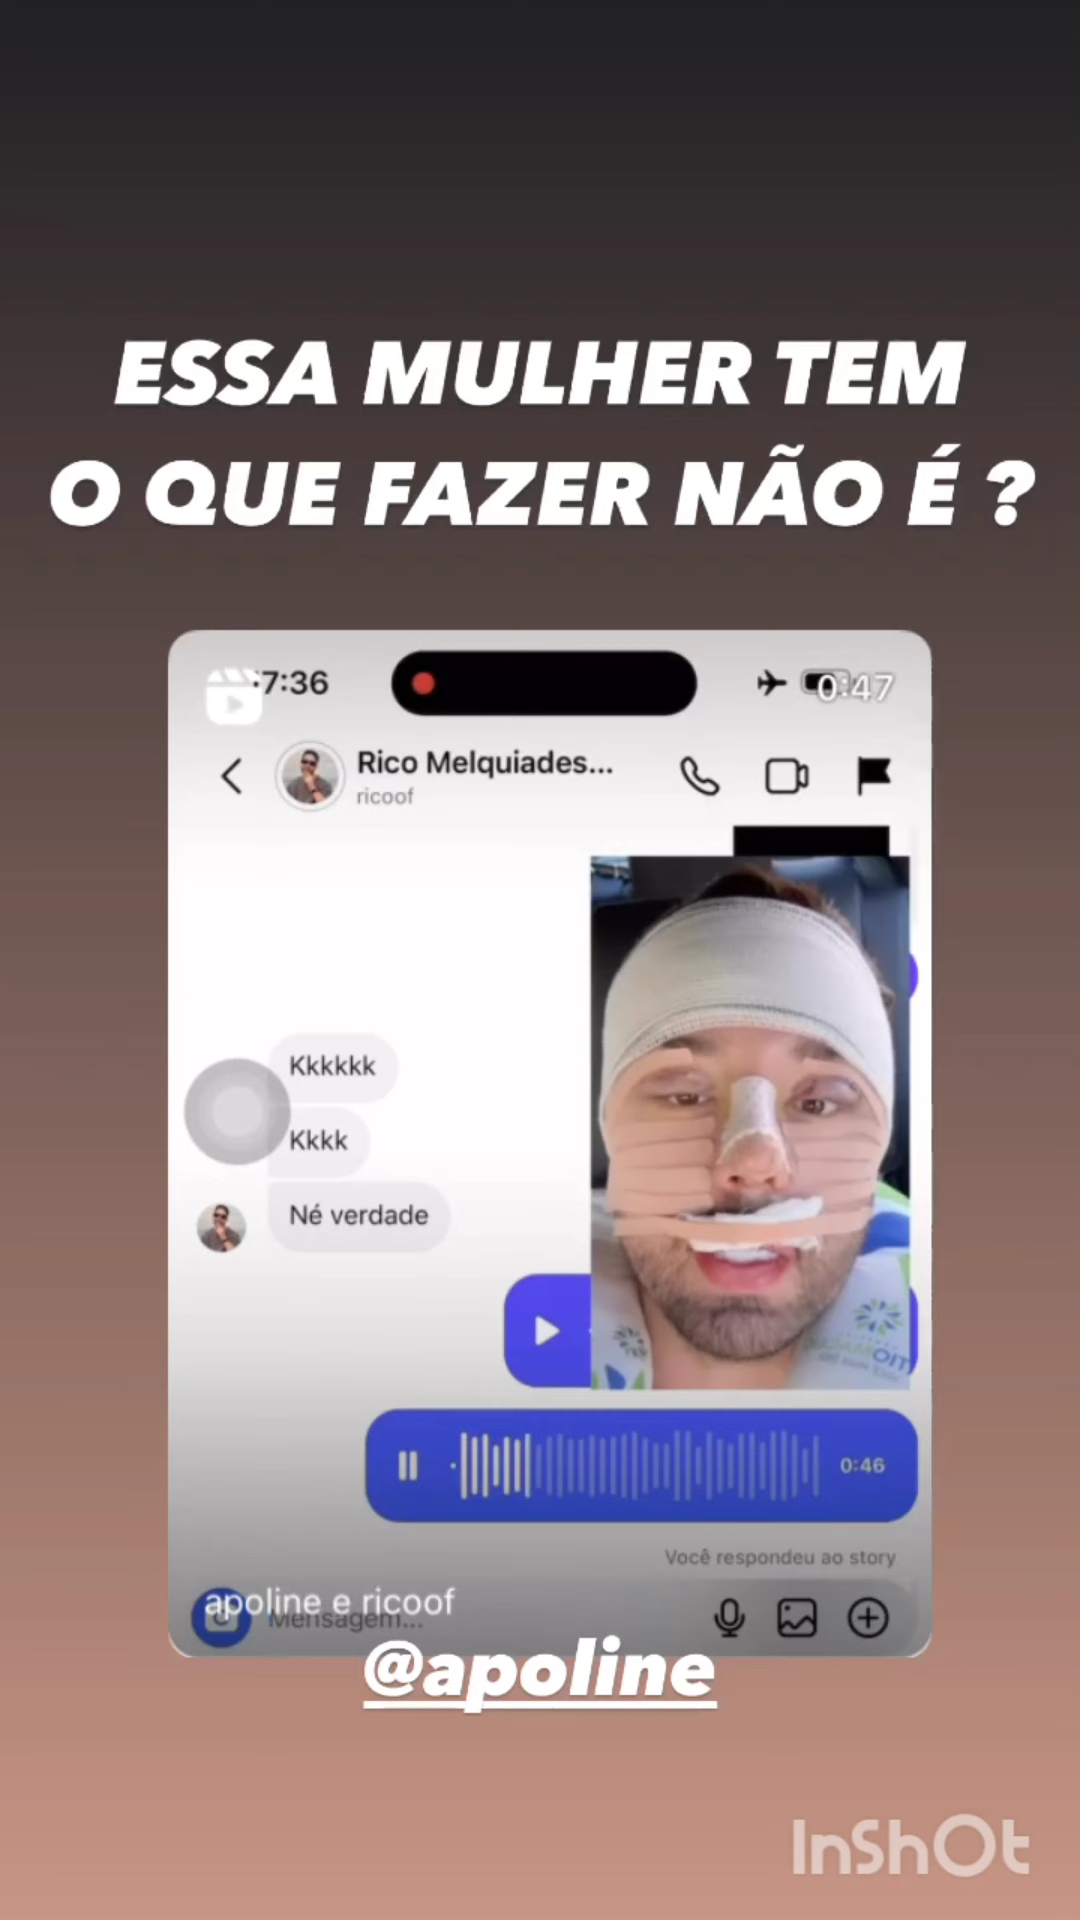 ESSA MULHER TEM
O QUE FAZER NÃO É ?
7:36
0:47
Rico Melquiades...
ricoof
Kkkkkk
Kkkk
Né verdade
0:46
Você respondeu ao story
apoline e ricoof
Mensagem...
@apoline
InShOt